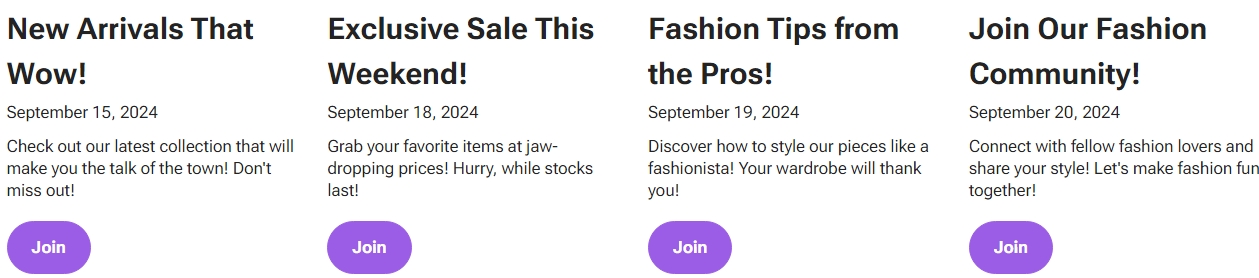 New Arrivals That
Wow!
September 15, 2024
Check out our latest collection that will
make you the talk of the town! Don't
miss out!
Join
Exclusive Sale This
Weekend!
September 18, 2024
Grab your favorite items at jaw-
dropping prices! Hurry, while stocks
last!
Join
Fashion Tips from
the Pros!
September 19, 2024
Discover how to style our pieces like a
fashionista! Your wardrobe will thank
you!
Join
Join Our Fashion
Community!
September 20, 2024
Connect with fellow fashion lovers and
share your style! Let's make fashion fun
together!
Join